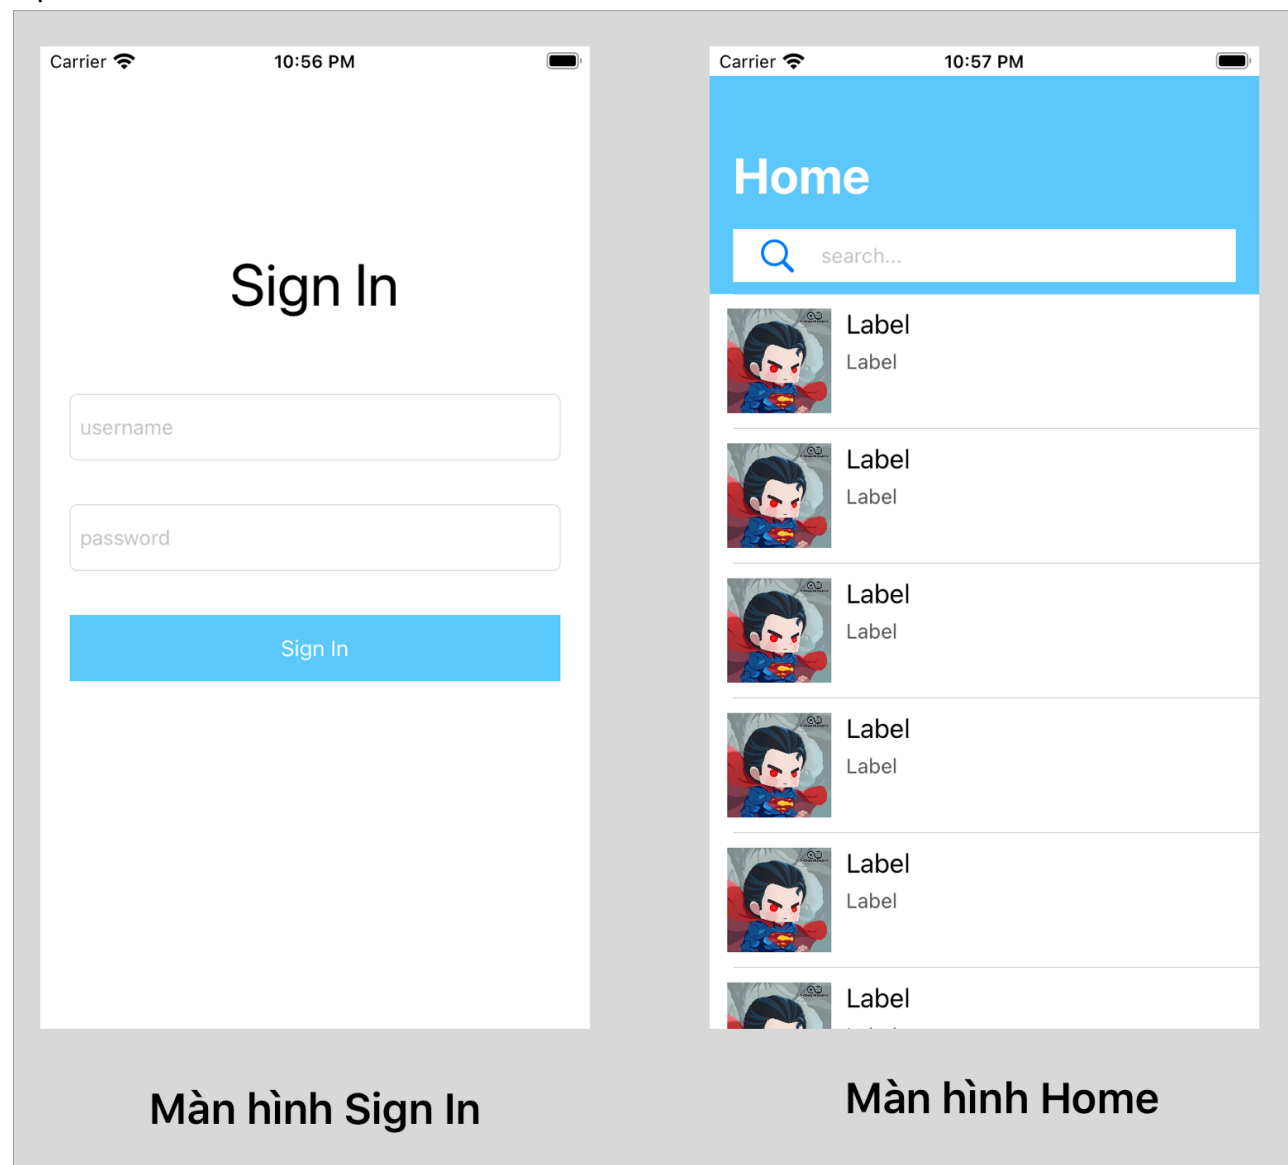 Carrier
10:56 PM
Sign In
username
password
Sign In
Màn hình Sign In
Carrier
10:57 PM
Home
search...
Label
Label
Label
Label
Label
Label
Label
Label
Label
Label
Label
Màn hình Home